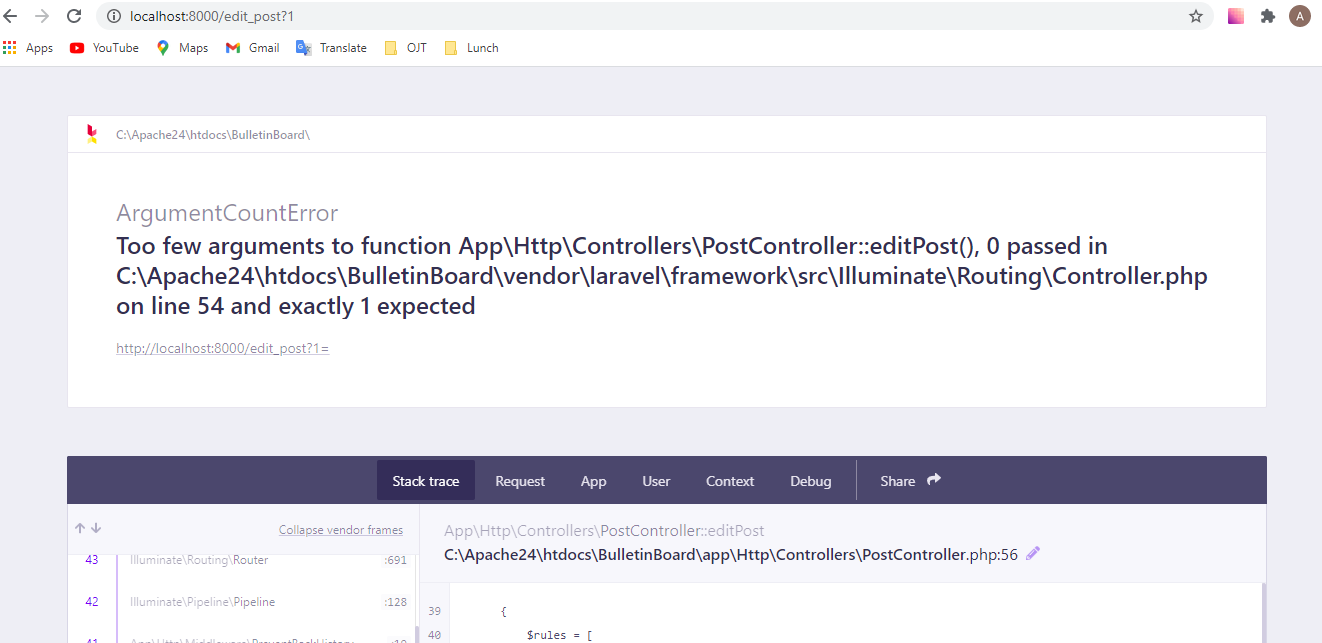 localhost:8000/edit_post?1
A
Apps YouTube Maps Gmail Translate OJT Lunch
C:\Apache24\htdocs\BulletinBoard\
ArgumentCountError
Too few arguments to function App\Http\Controllers\PostController::editPost(), 0 passed in
C:\Apache24\htdocs\BulletinBoard\vendor\laravel\framework\src\Illuminate\Routing\Controller.php
on line 54 and exactly 1 expected
http://localhost:8000/edit_post?1=
Stack trace Request App User Context Debug Share
Collapse vendor frames
App\Http\Controllers\PostController::editPost
C:\Apache24\htdocs\BulletinBoard\app\Http\Controllers\PostController.php:56
43 Illuminate\Routing\Router :691
42 Illuminate\Pipeline\Pipeline :128
41 App\Http\Middleware\PreventBackHistory
39 {
40 $rules = [